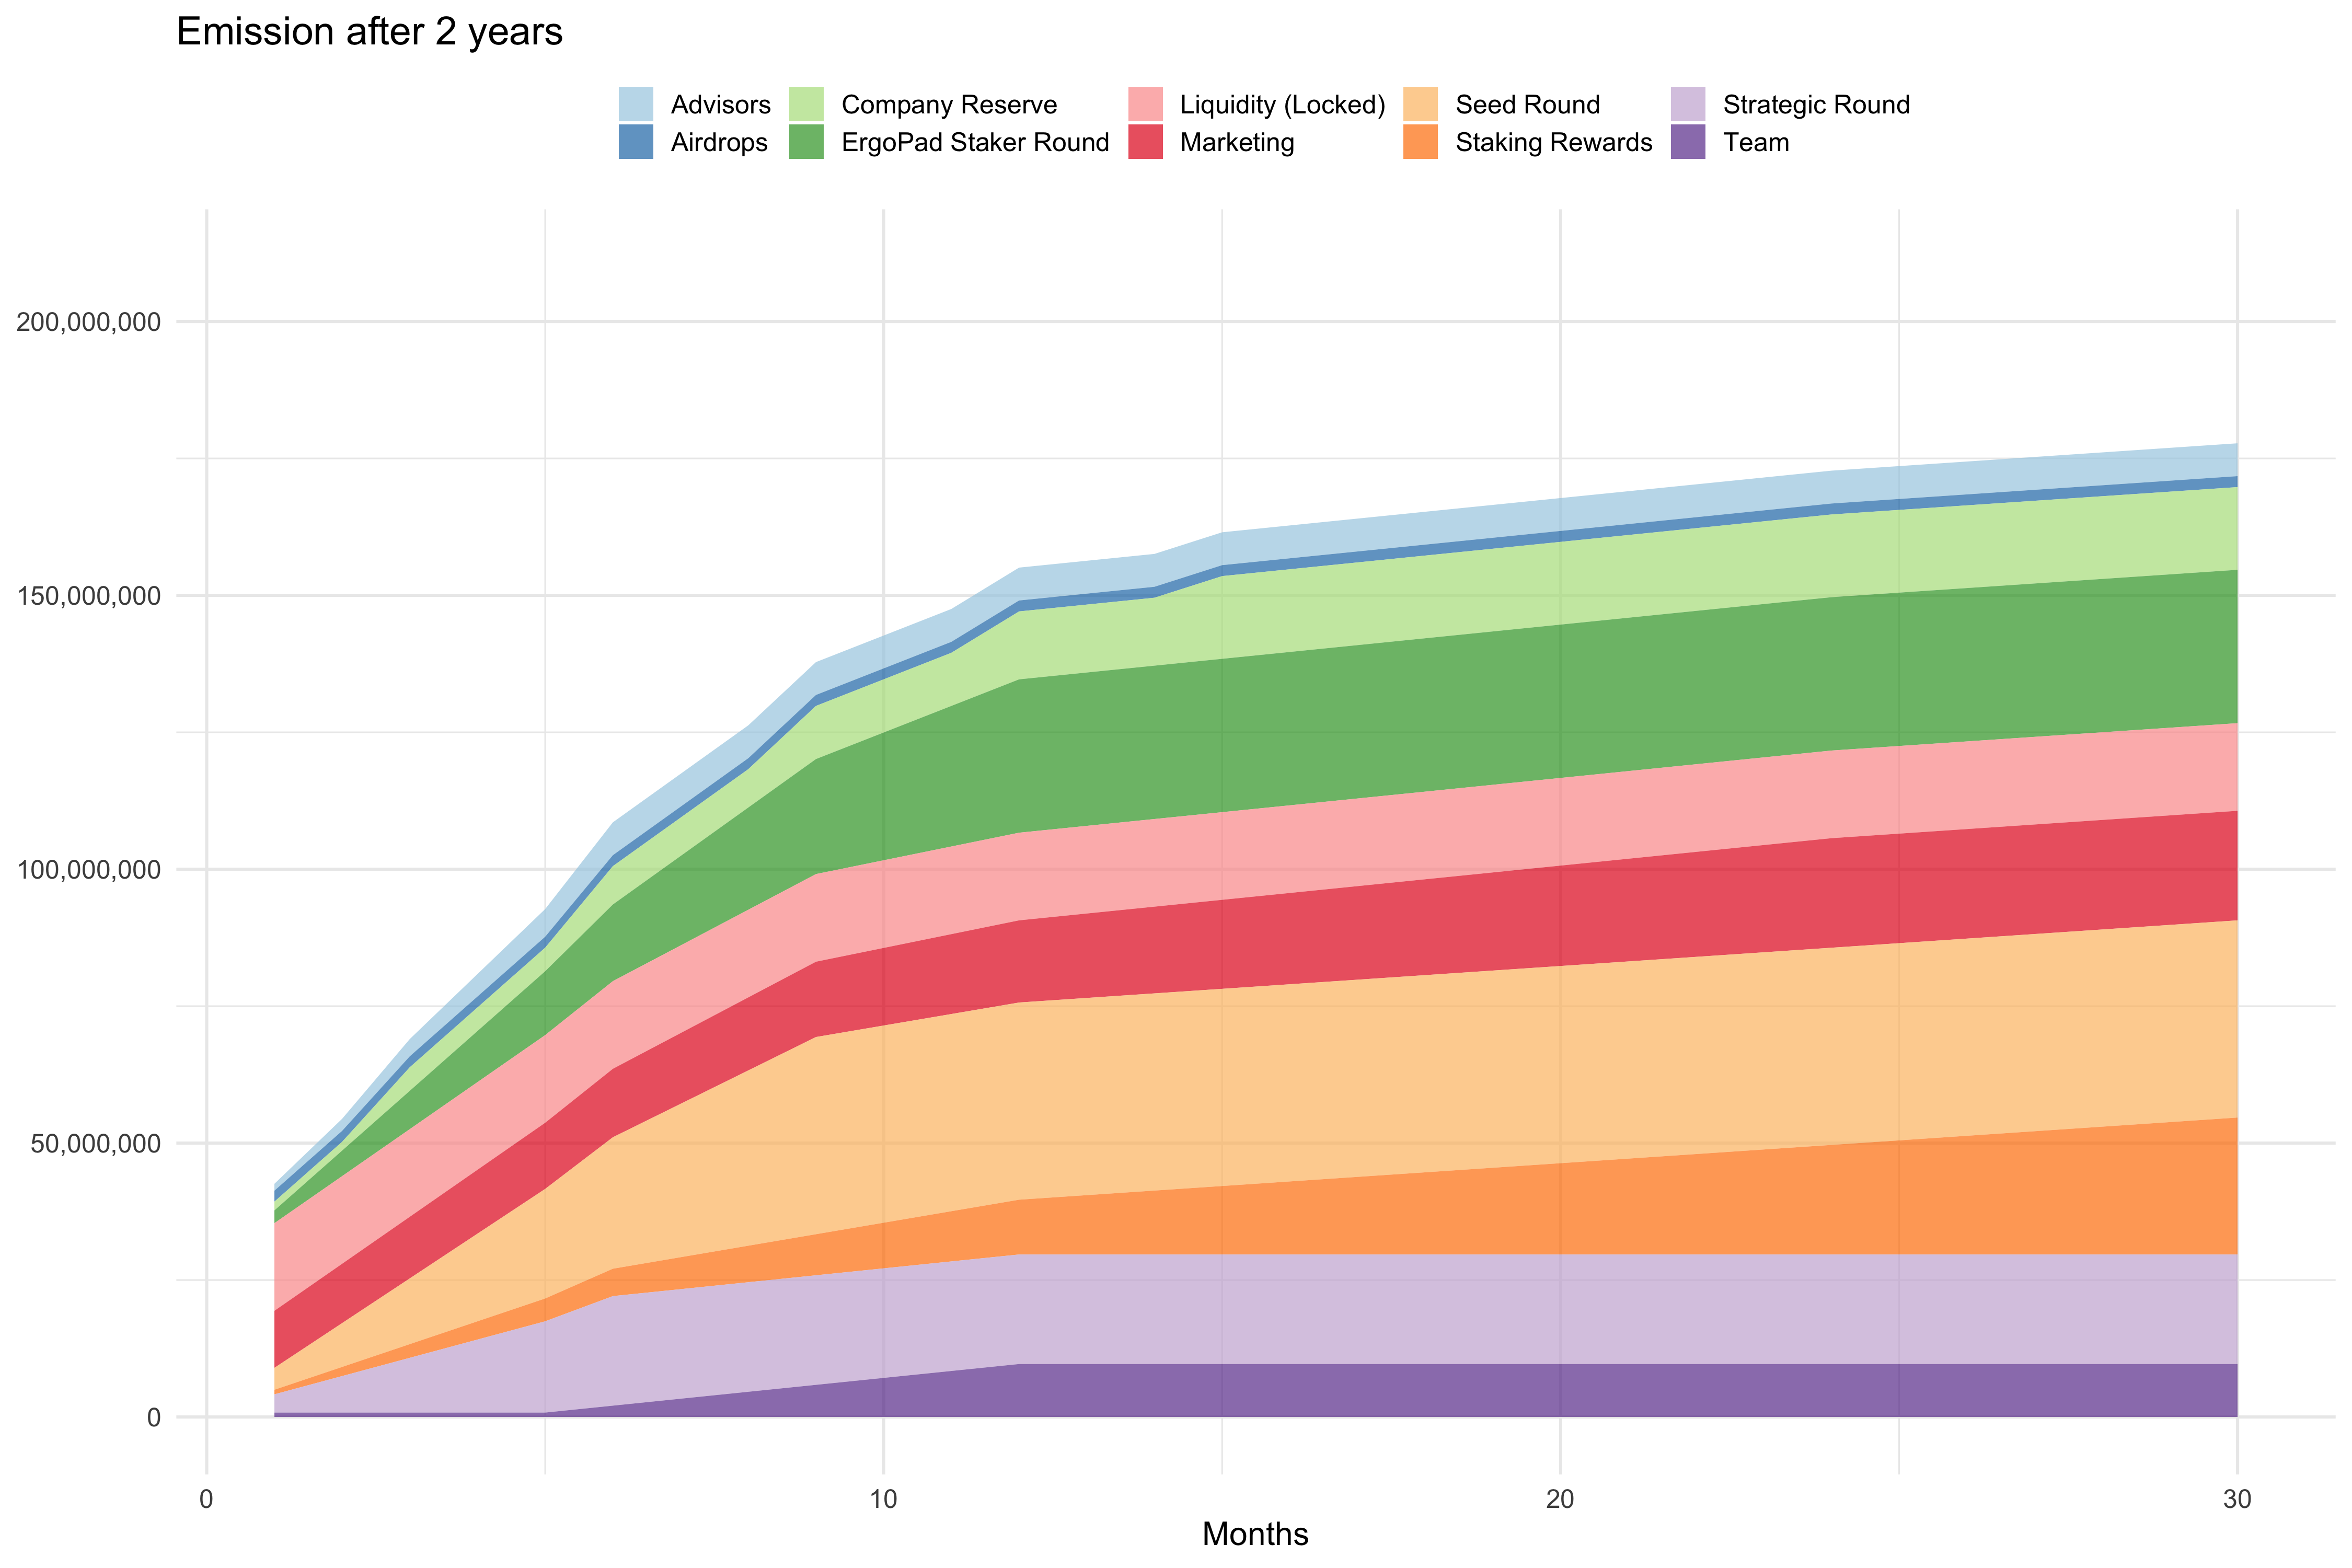 Emission after 2 years
Advisors Company Reserve Liquidity (Locked) Seed Round Strategic Round
Airdrops ErgoPad Staker Round Marketing Staking Rewards Team
200,000,000
150,000,000
100,000,000
50,000,000
0
0 10 20 30
Months